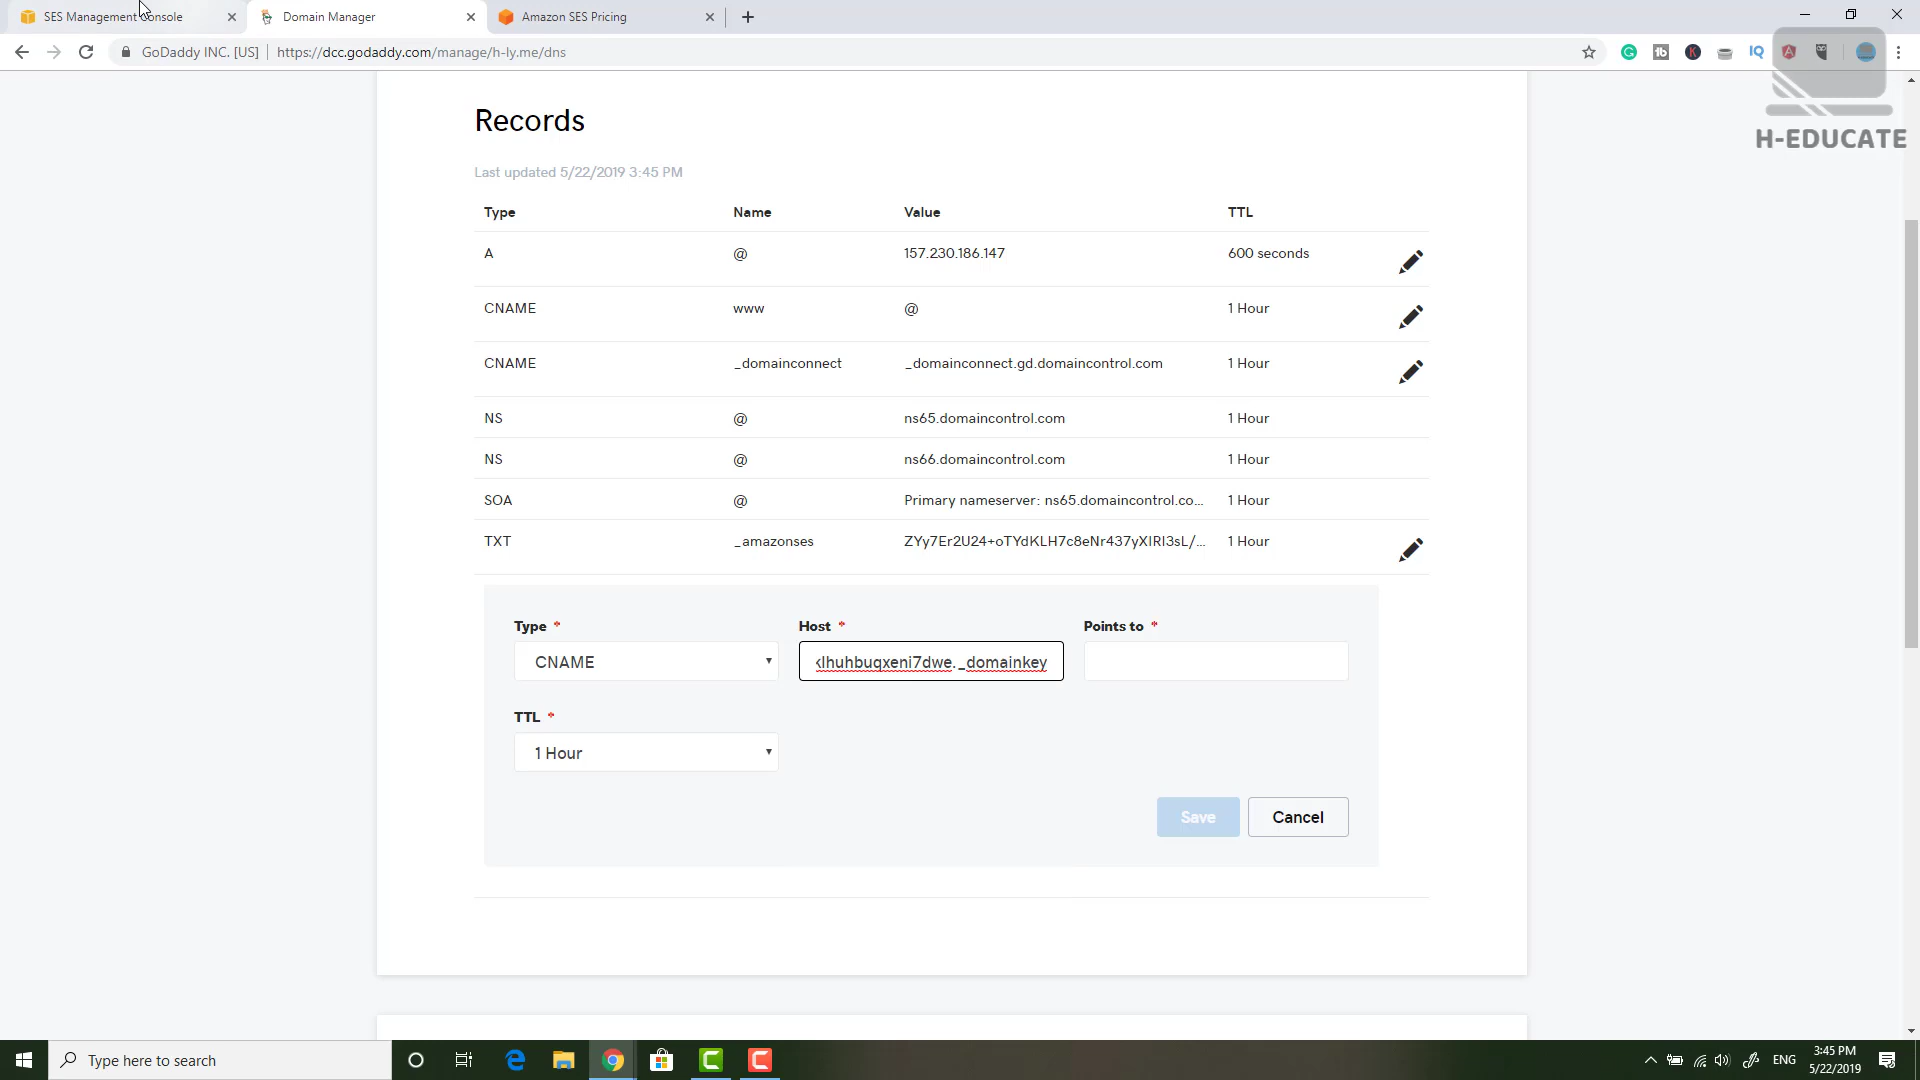 SES Management Console
Domain Manager
Amazon SES Pricing
GoDaddy INC. [US]
https://dcc.godaddy.com/manage/h-ly.me/dns
IQ
H-EDUCATE
Records
Last updated 5/22/2019 3:45 PM
Type Name Value TTL
A @ 157.230.186.147 600 seconds
CNAME www @ 1 Hour
CNAME _domainconnect _domainconnect.gd.domaincontrol.com 1 Hour
NS @ ns65.domaincontrol.com 1 Hour
NS @ ns66.domaincontrol.com 1 Hour
SOA @ Primary nameserver: ns65.domaincontrol.co... 1 Hour
TXT _amazonses ZYy7Er2U24+oTYdKLH7c8eNr437yXIRI3sL/... 1 Hour
Type * Host * Points to *
CNAME klhuhbuqxeni7dwe._domainkey
TTL *
1 Hour
Save Cancel
Type here to search
ENG
3:45 PM
5/22/2019